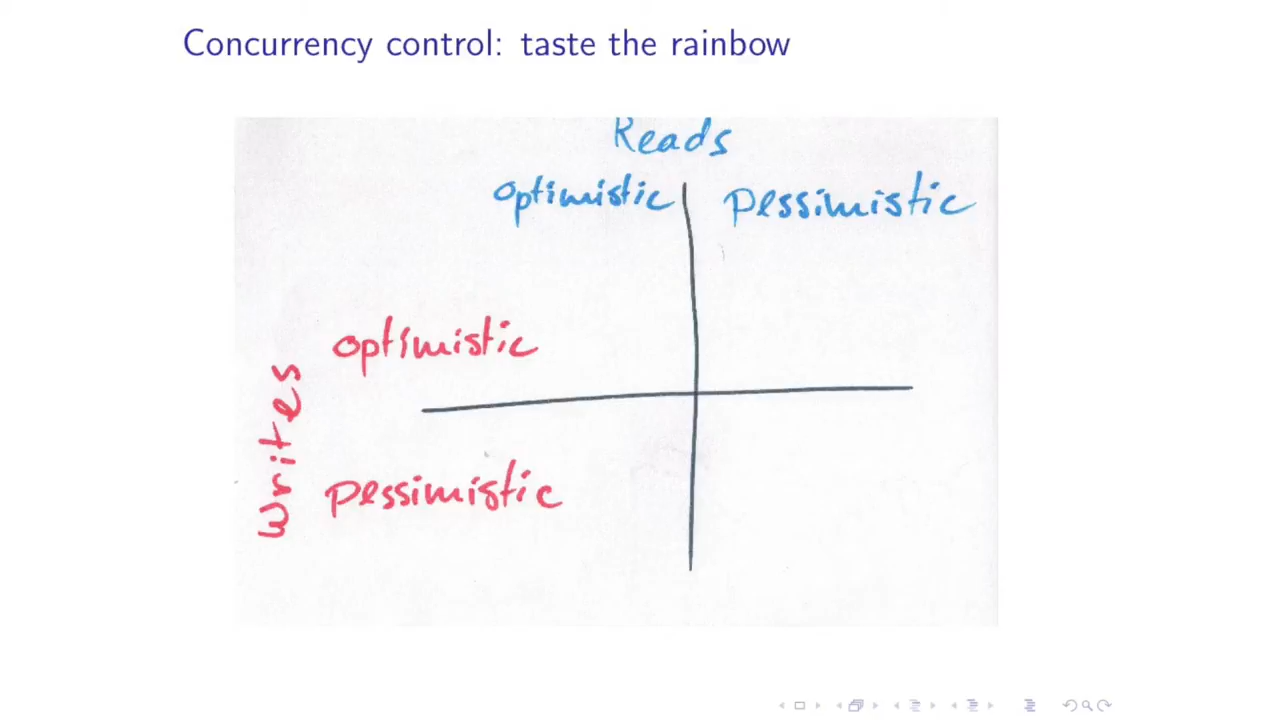 Concurrency control: taste the rainbow
Reads
optimistic pessimistic
optimistic
Writes
pessimistic